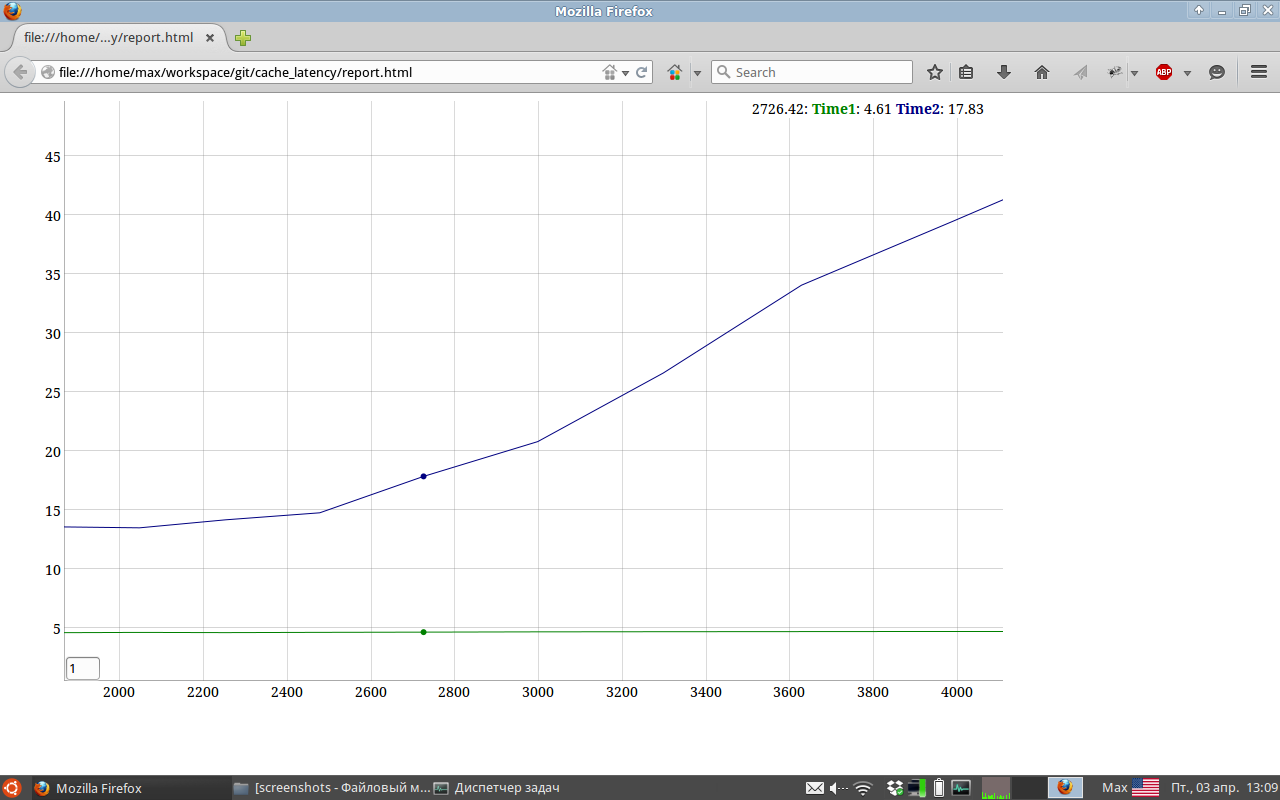 Mozilla Firefox
file:///home/...y/report.html
file:///home/max/workspace/git/cache_latency/report.html
Search
ABP
2726.42: Time1: 4.61 Time2: 17.83
45
40
35
30
25
20
15
10
5
1
2000 2200 2400 2600 2800 3000 3200 3400 3600 3800 4000
Mozilla Firefox [screenshots - Файловый м... Диспетчер задач Max Пт., 03 апр. 13:09